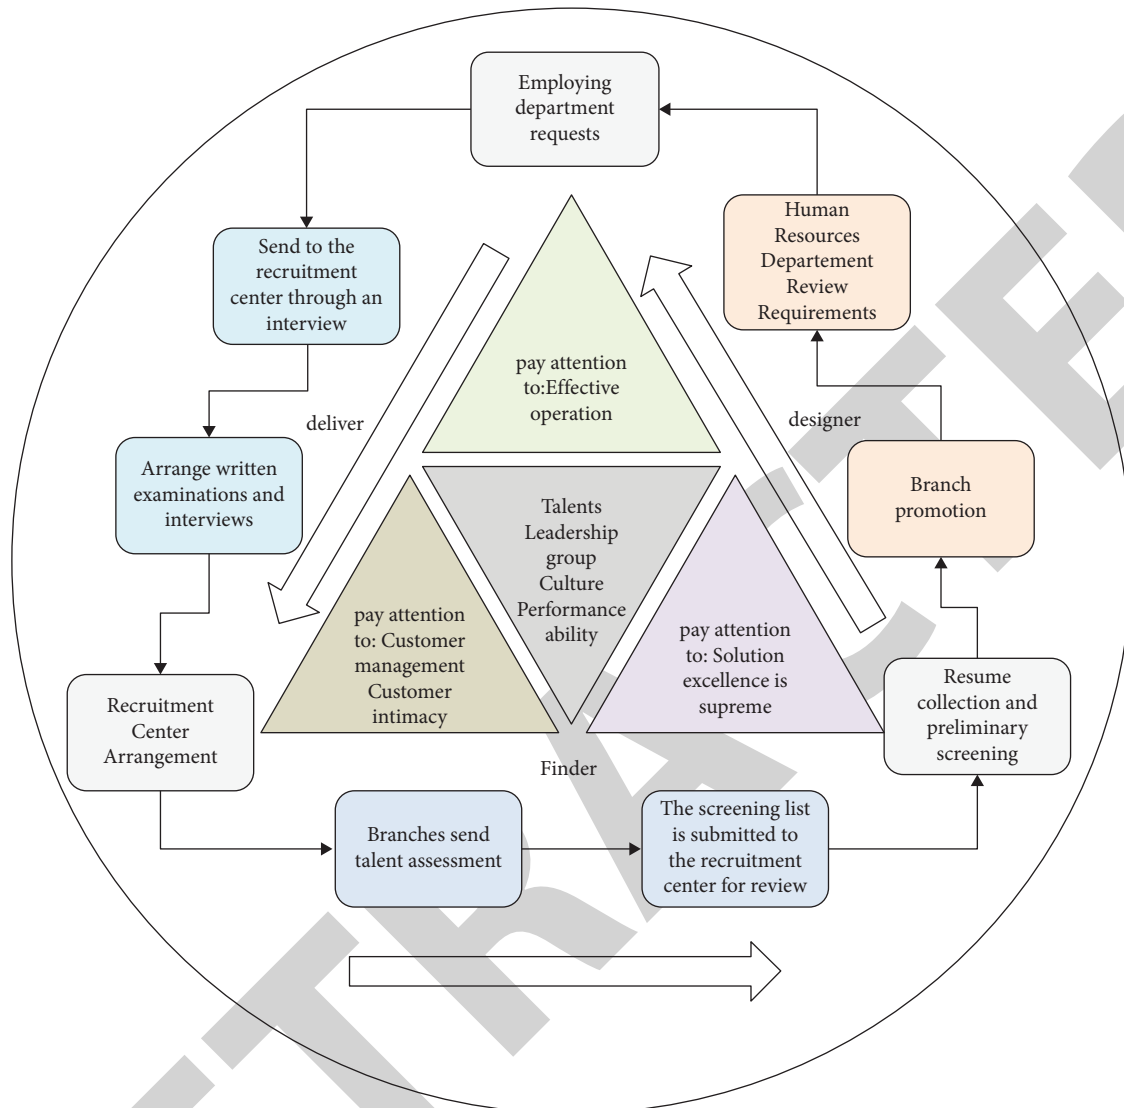 Employing
department
requests
Human
Resources
Departement
Review
Requirements
Send to the
recruitment
center through an
interview
pay attention
to:Effective
operation
deliver
designer
Arrange written
examinations and
interviews
Branch
promotion
Talents
Leadership
group
Culture
Performance
ability
pay attention
to: Customer
management
Customer
intimacy
pay attention
to: Solution
excellence is
supreme
Recruitment
Center
Arrangement
Resume
collection and
preliminary
screening
Finder
Branches send
talent assessment
The screening list
is submitted to
the recruitment
center for review